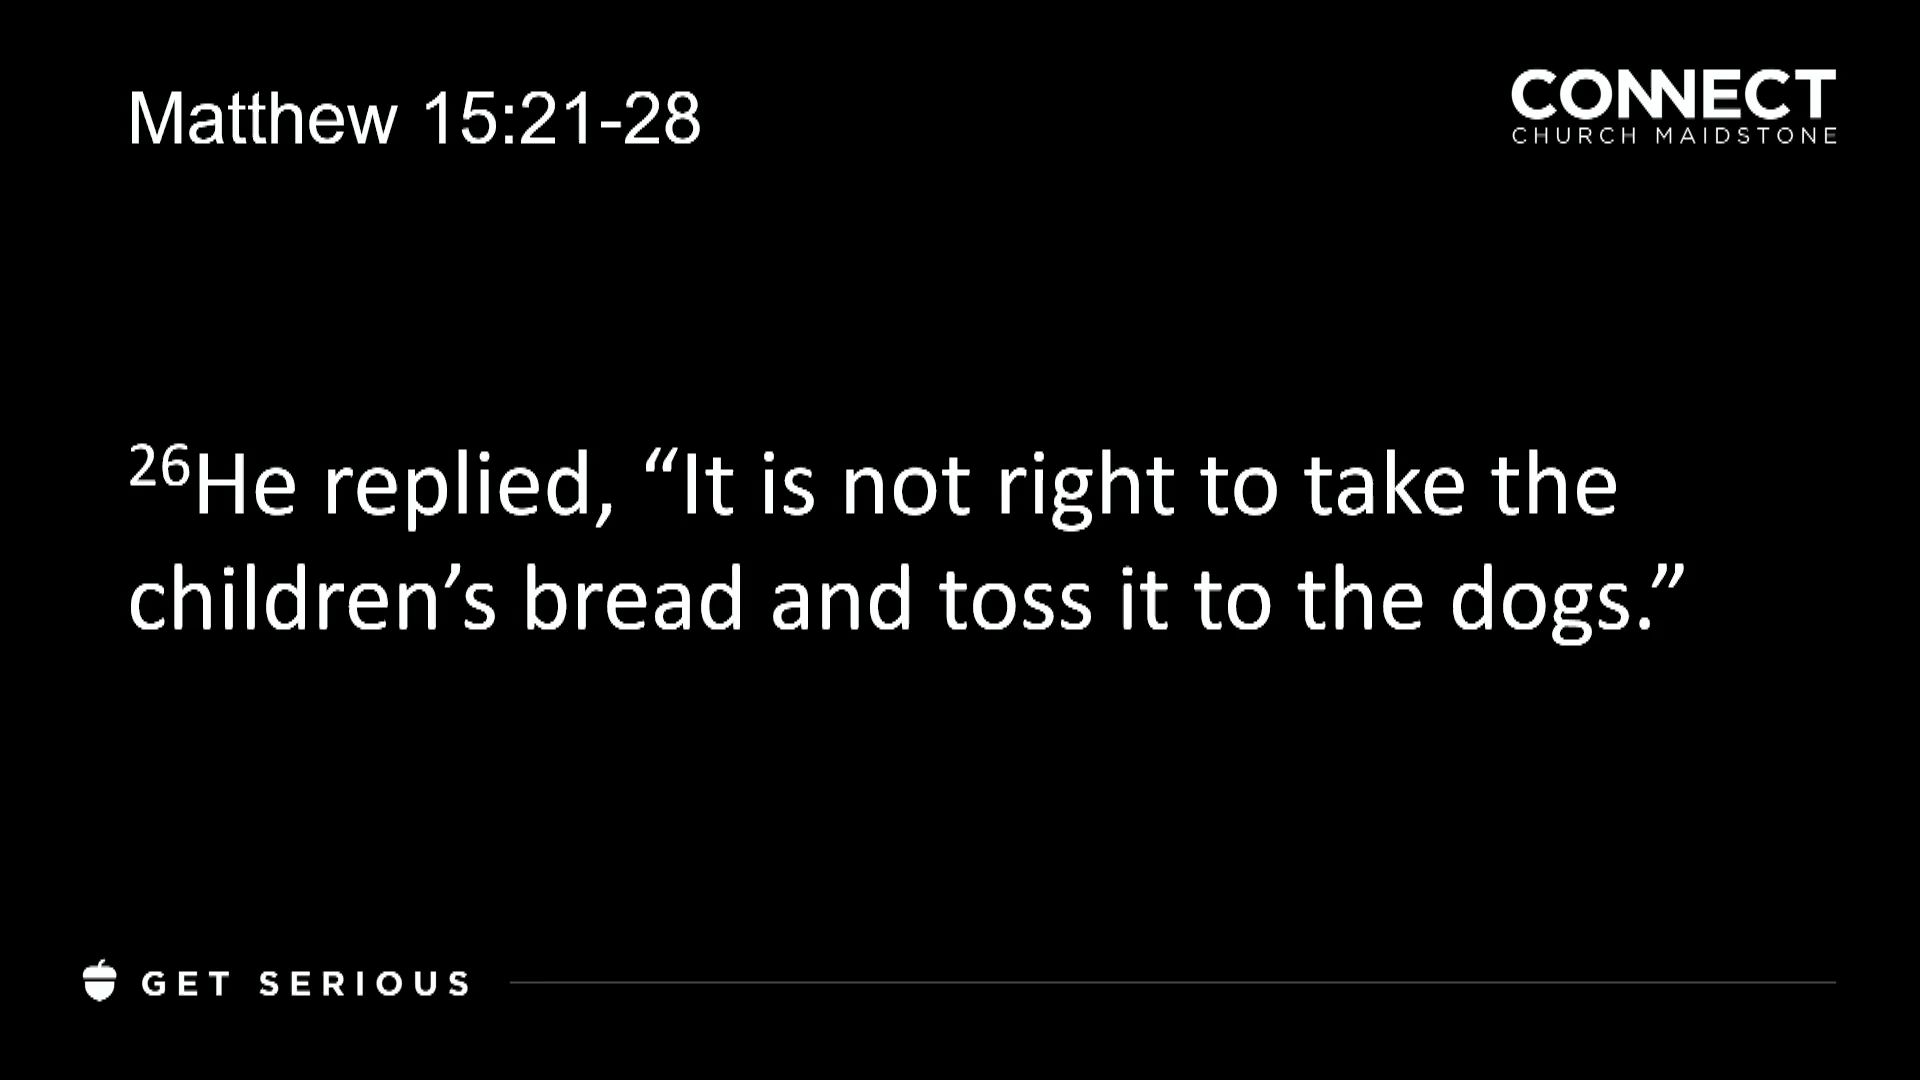 Matthew 15:21-28
CONNECT
CHURCH MAIDSTONE
26He replied, “It is not right to take the
children’s bread and toss it to the dogs.”
GET SERIOUS